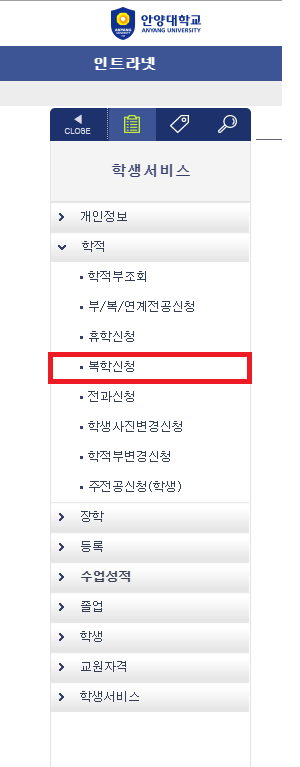 안양대학교
ANYANG UNIVERSITY
인트라넷
CLOSE
학생서비스
개인정보
학적
학적부조회
부/복/연계전공신청
휴학신청
복학신청
전과신청
학생사진변경신청
학적부변경신청
주전공신청(학생)
장학
등록
수업성적
졸업
학생
교원자격
학생서비스